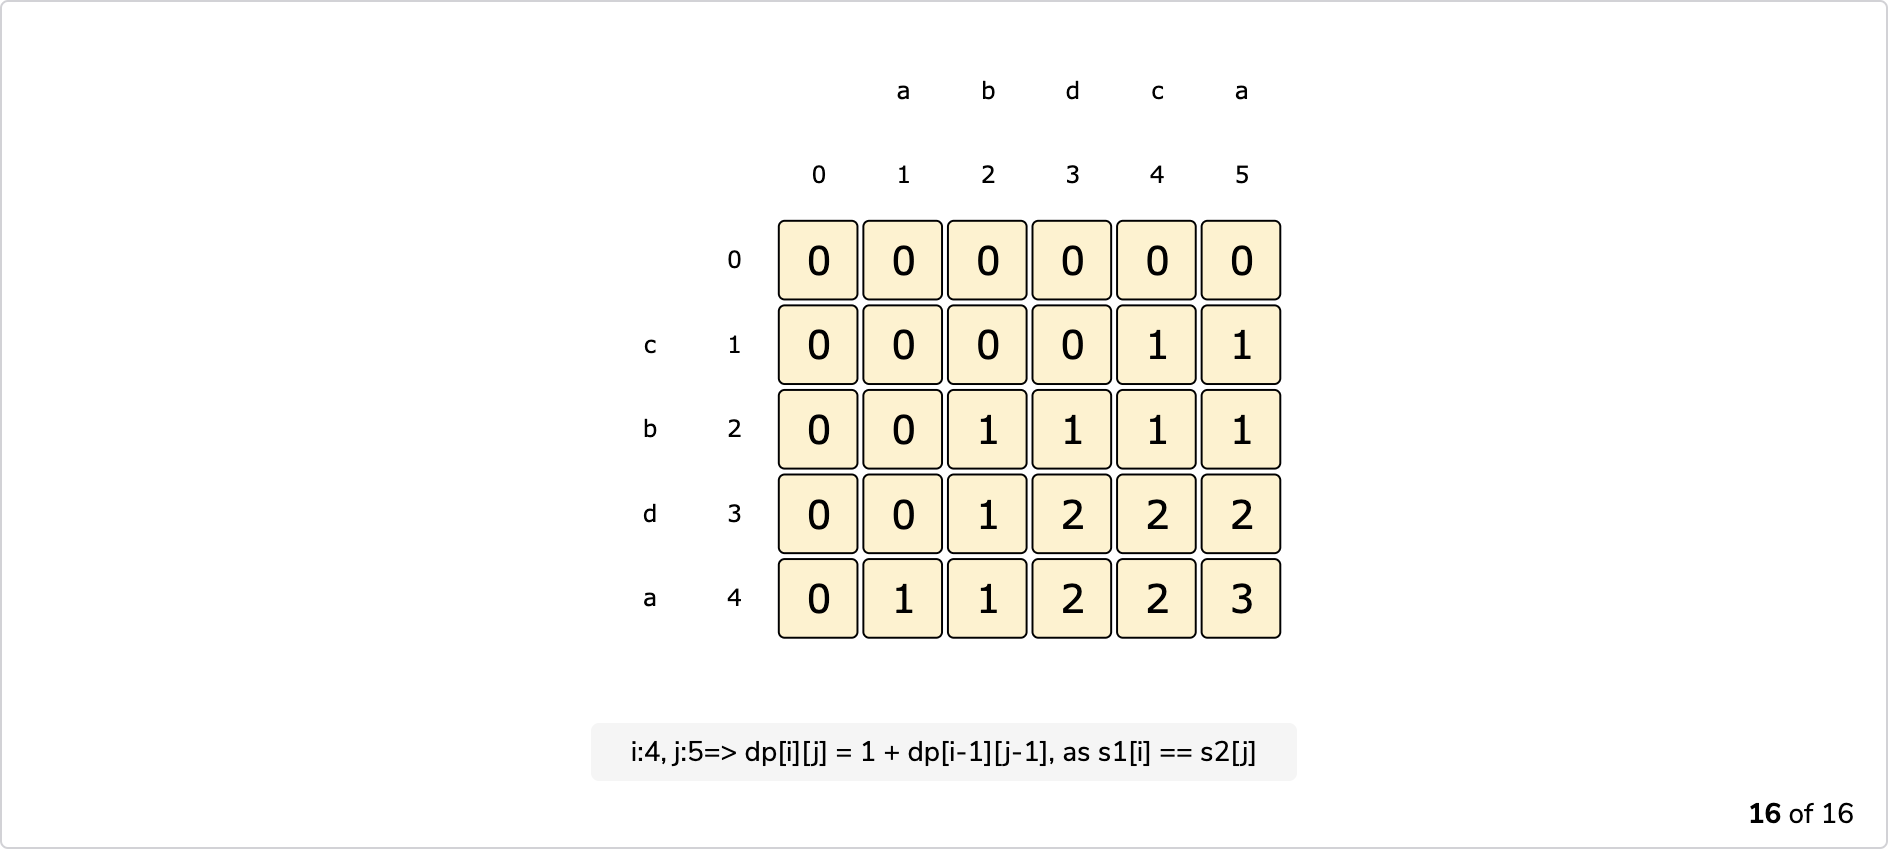 a b d c a
0 1 2 3 4 5
0 0 0 0 0 0 0
c 1 0 0 0 0 1 1
b 2 0 0 1 1 1 1
d 3 0 0 1 2 2 2
a 4 0 1 1 2 2 3
i:4, j:5=> dp[i][j] = 1 + dp[i-1][j-1], as s1[i] == s2[j]
16 of 16